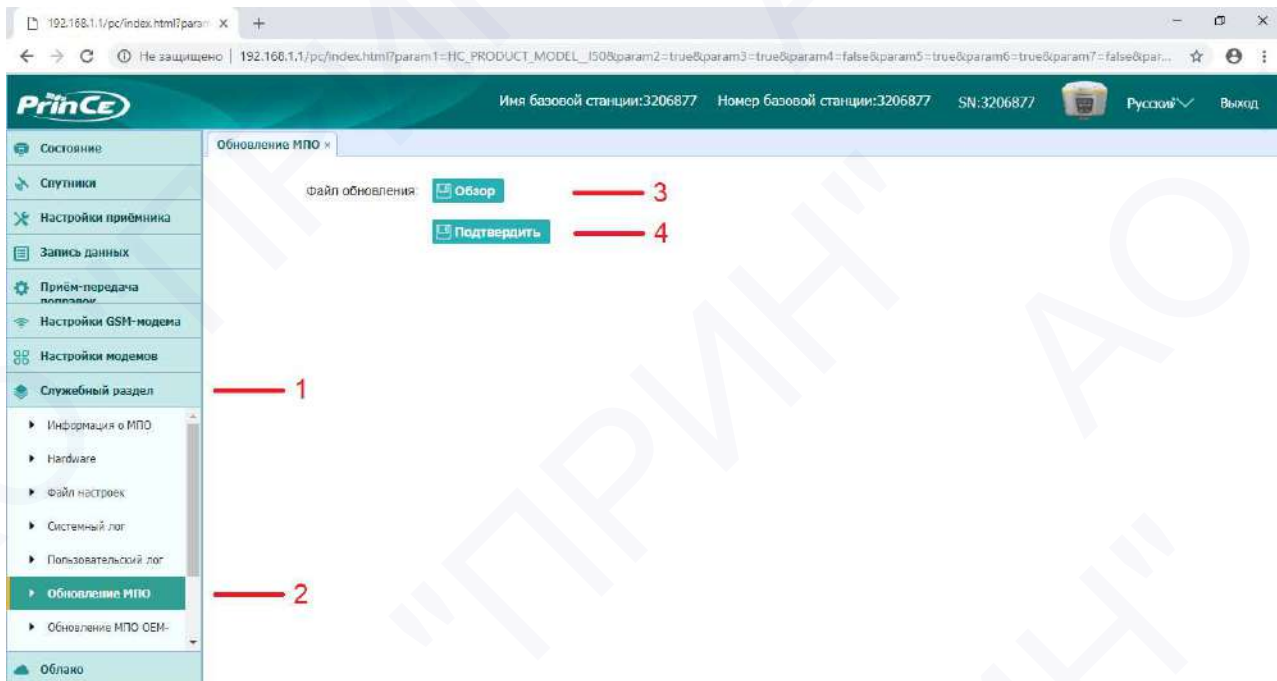 192.168.1.1/pc/index.html?param
Не защищено | 192.168.1.1/pc/index.html?param1=HC_PRODUCT_MODEL_I50&param2=true&param3=true&param4=false&param5=true&param6=true&param7=false&par...
PrinCe
Имя базовой станции:3206877 Номер базовой станции:3206877 SN:3206877 Русский Выход
Состояние
Обновление МПО ×
Спутники
Файл обновления:
Обзор
3
Настройки приёмника
Подтвердить
4
Запись данных
Приём-передача
поправок
Настройки GSM-модема
Настройки модемов
Служебный раздел
1
Информация о МПО
Hardware
Файл настроек
Системный лог
Пользовательский лог
Обновление МПО
2
Обновление МПО OEM-
Облако
"ПРИН" АО